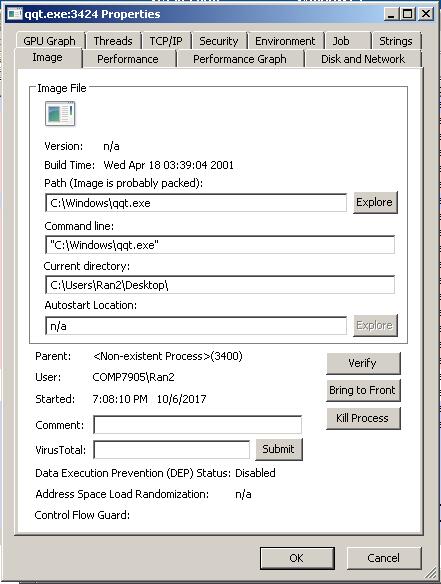 qqt.exe:3424 Properties
GPU Graph Threads TCP/IP Security Environment Job Strings
Image Performance Performance Graph Disk and Network
Image File
Version: n/a
Build Time: Wed Apr 18 03:39:04 2001
Path (Image is probably packed):
C:\Windows\qqt.exe Explore
Command line:
"C:\Windows\qqt.exe"
Current directory:
C:\Users\Ran2\Desktop\
Autostart Location:
n/a Explore
Parent: <Non-existent Process>(3400)
Verify
User: COMP7905\Ran2
Bring to Front
Started: 7:08:10 PM 10/6/2017
Kill Process
Comment:
VirusTotal: Submit
Data Execution Prevention (DEP) Status: Disabled
Address Space Load Randomization: n/a
Control Flow Guard:
OK Cancel